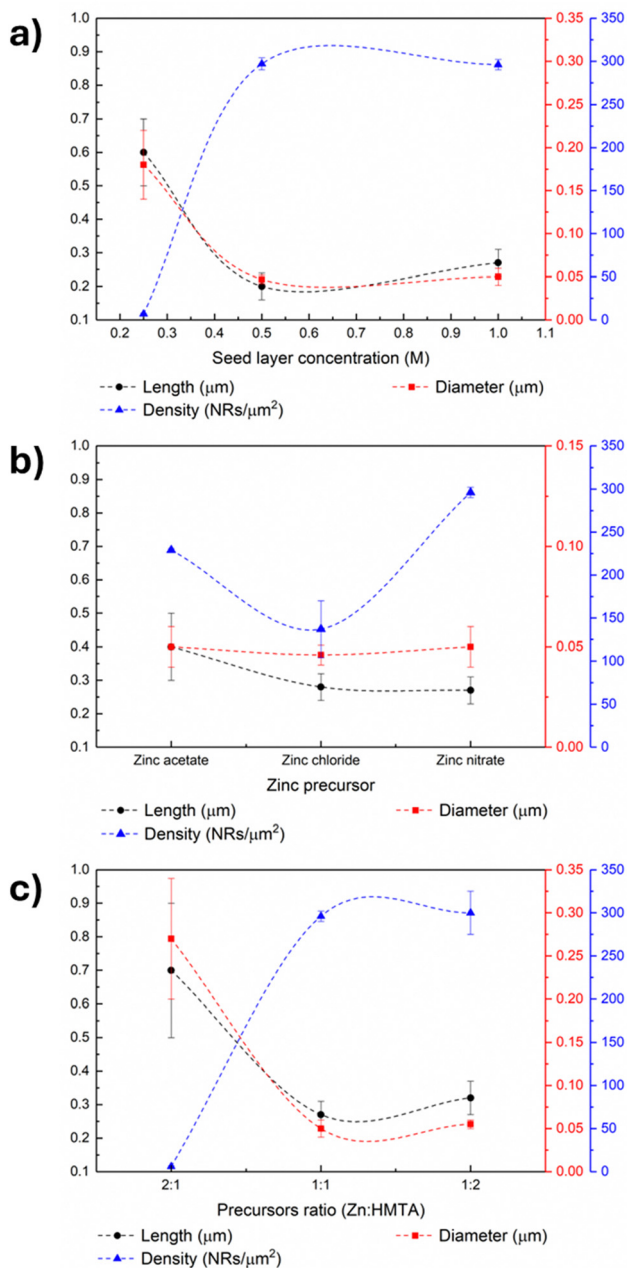 a)
1.0 0.35 350
0.9 0.30 300
0.8 0.25 250
0.7 0.20 200
0.6 0.15 150
0.5 0.10 100
0.4 0.05 50
0.3 0.00 0
0.2
0.1
0.2 0.3 0.4 0.5 0.6 0.7 0.8 0.9 1.0 1.1
Seed layer concentration (M)
Length (μm) Diameter (μm)
Density (NRs/μm²)
b)
1.0 0.15 350
0.9 300
0.8 0.10 250
0.7 200
0.6 0.05 150
0.5 100
0.4 0.00 50
0.3 0
0.2
0.1
Zinc acetate Zinc chloride Zinc nitrate
Zinc precursor
Length (μm) Diameter (μm)
Density (NRs/μm²)
c)
1.0 0.35 350
0.9 0.30 300
0.8 0.25 250
0.7 0.20 200
0.6 0.15 150
0.5 0.10 100
0.4 0.05 50
0.3 0.00 0
0.2
0.1
2:1 1:1 1:2
Precursors ratio (Zn:HMTA)
Length (μm) Diameter (μm)
Density (NRs/μm²)